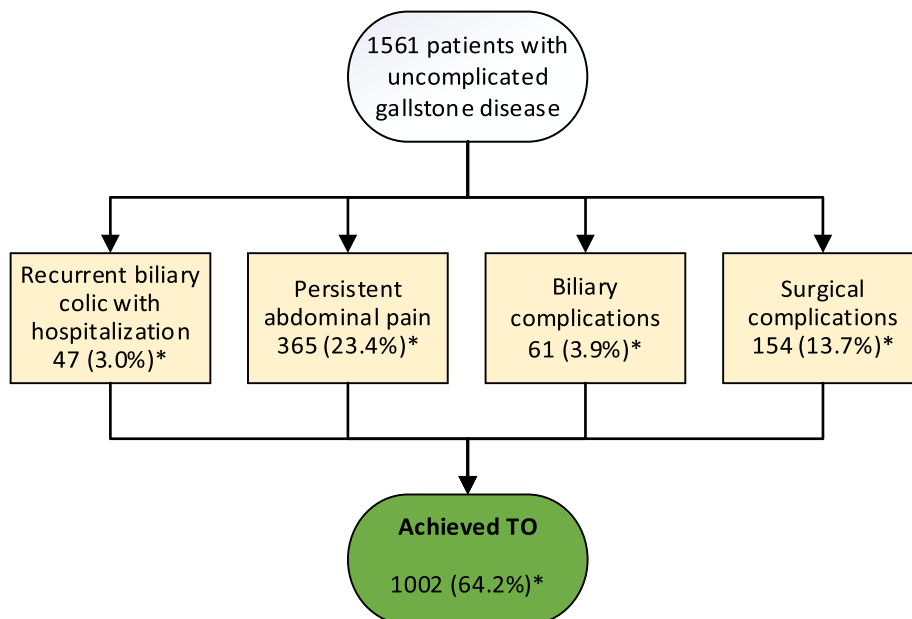 1561 patients with
uncomplicated
gallstone disease
Recurrent biliary
colic with
hospitalization
47 (3.0%)*
Persistent
abdominal pain
365 (23.4%)*
Biliary
complications
61 (3.9%)*
Surgical
complications
154 (13.7%)*
Achieved TO
1002 (64.2%)*